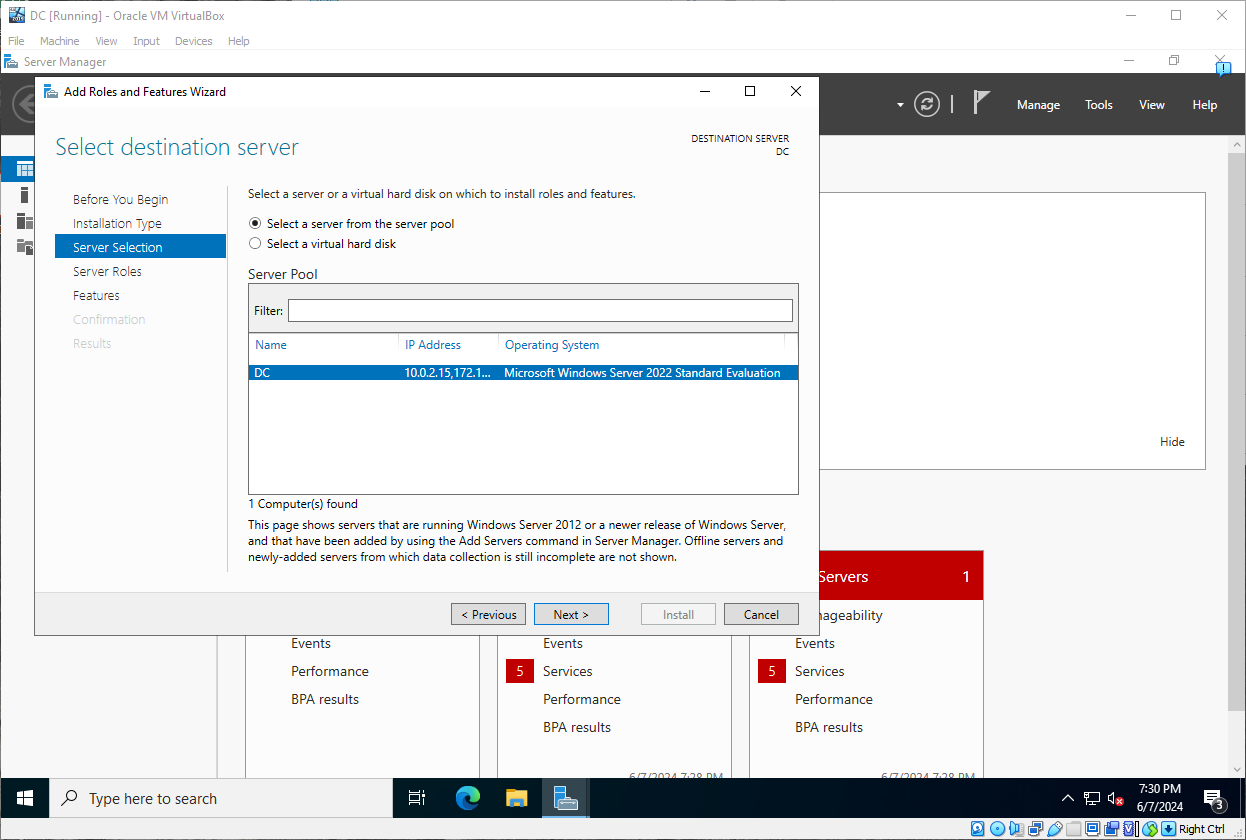 DC [Running] - Oracle VM VirtualBox
File Machine View Input Devices Help
Server Manager
Add Roles and Features Wizard
Manage Tools View Help
Select destination server
DESTINATION SERVER
DC
Before You Begin
Installation Type
Server Selection
Server Roles
Features
Confirmation
Results
Select a server or a virtual hard disk on which to install roles and features.
Select a server from the server pool
Select a virtual hard disk
Server Pool
Filter:
Name IP Address Operating System
DC 10.0.2.15,172.1... Microsoft Windows Server 2022 Standard Evaluation
1 Computer(s) found
This page shows servers that are running Windows Server 2012 or a newer release of Windows Server,
and that have been added by using the Add Servers command in Server Manager. Offline servers and
newly-added servers from which data collection is still incomplete are not shown.
< Previous Next > Install Cancel
Hide
Servers 1
nageability
Events Events Events
Performance 5 Services 5 Services
BPA results Performance Performance
BPA results BPA results
6/7/2024 7:28 PM 6/7/2024 7:28 PM
Type here to search
7:30 PM
6/7/2024
3
Right Ctrl